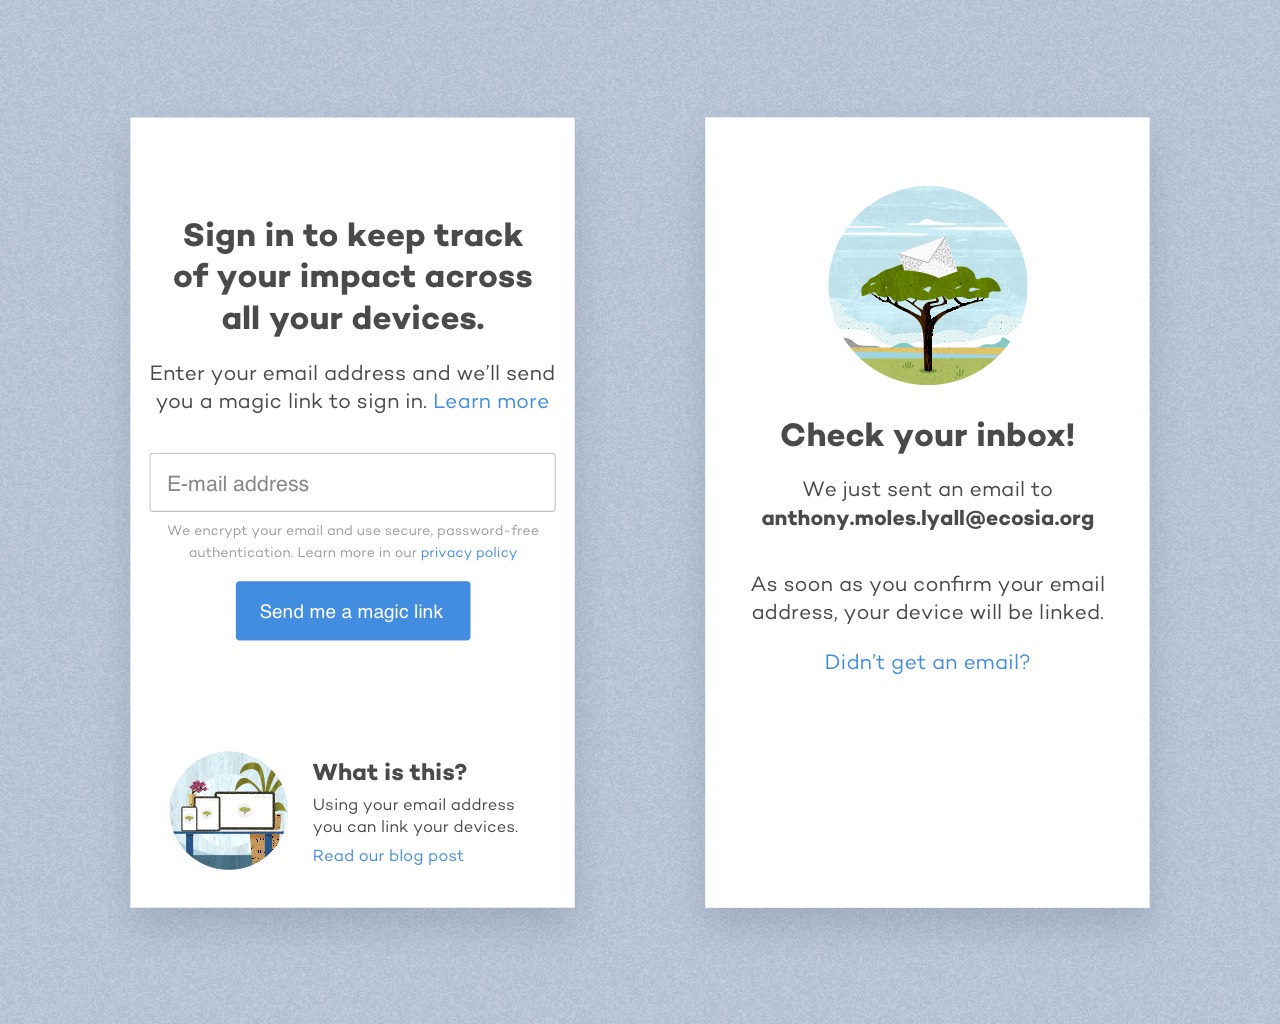 Sign in to keep track
of your impact across
all your devices.
Enter your email address and we’ll send
you a magic link to sign in. Learn more
E-mail address
We encrypt your email and use secure, password-free
authentication. Learn more in our privacy policy
Send me a magic link
What is this?
Using your email address
you can link your devices.
Read our blog post
Check your inbox!
We just sent an email to
anthony.moles.lyall@ecosia.org
As soon as you confirm your email
address, your device will be linked.
Didn’t get an email?